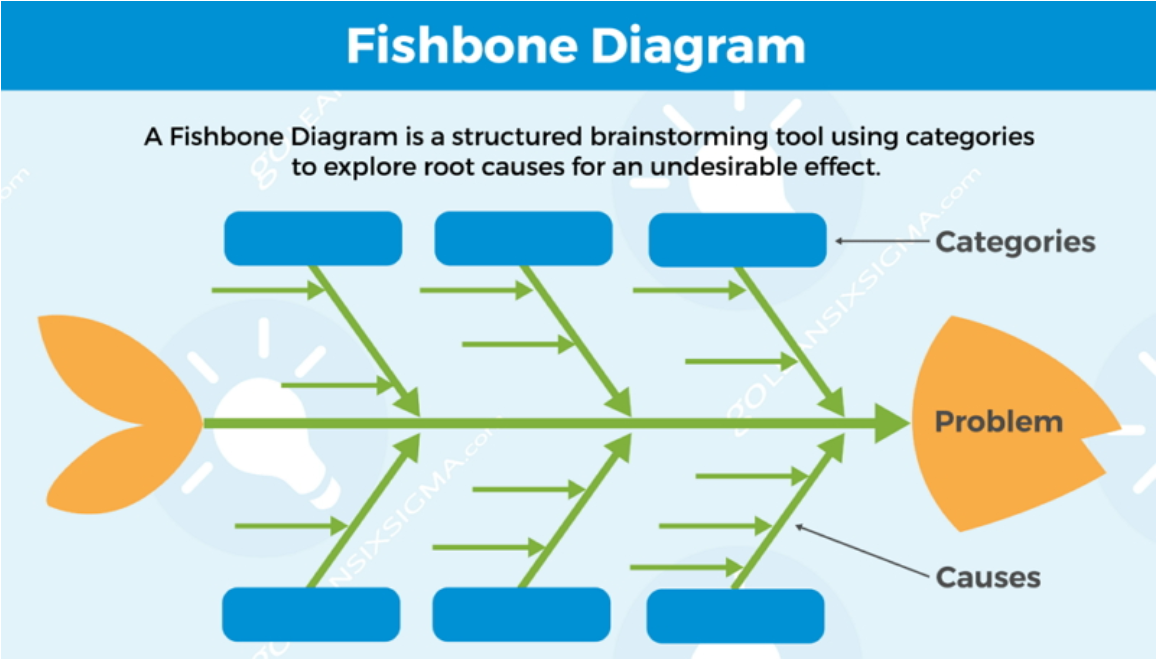 Fishbone Diagram
A Fishbone Diagram is a structured brainstorming tool using categories
to explore root causes for an undesirable effect.
Categories
Problem
Causes